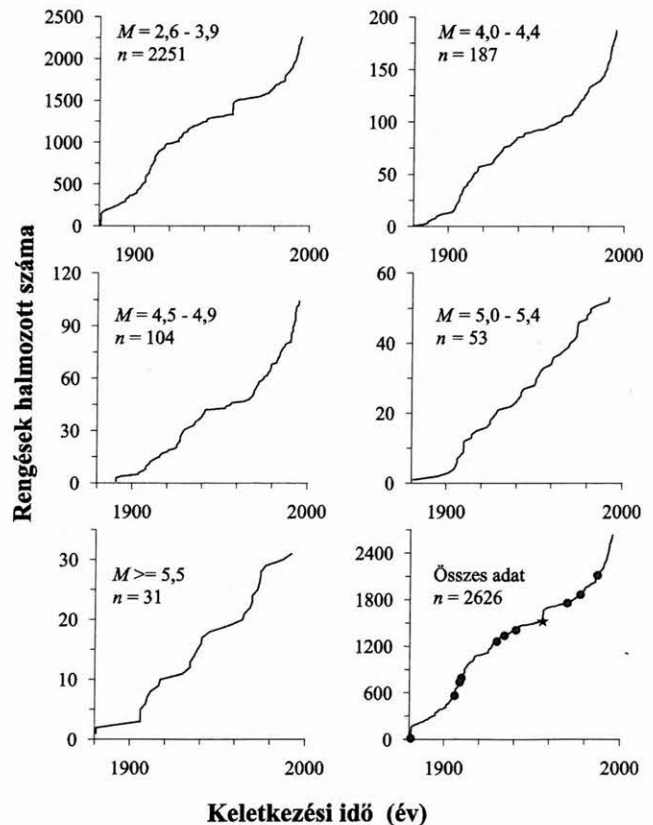 Rengések halmozott száma
2500
2000
1500
1000
500
0
M = 2,6 - 3,9
n = 2251
1900
2000
200
150
100
50
0
M = 4,0 - 4,4
n = 187
1900
2000
120
90
60
30
0
M = 4,5 - 4,9
n = 104
1900
2000
60
40
20
0
M = 5,0 - 5,4
n = 53
1900
2000
30
20
10
0
M >= 5,5
n = 31
1900
2000
2400
1800
1200
600
0
Összes adat
n = 2626
1900
2000
Keletkezési idő (év)